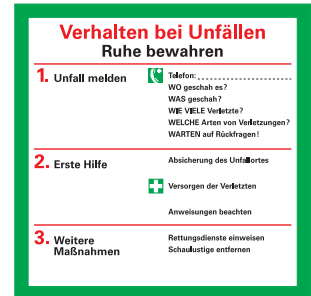 Verhalten bei Unfällen
Ruhe bewahren
1. Unfall melden
Telefon:
WO geschah es?
WAS geschah?
WIE VIELE Verletzte?
WELCHE Arten von Verletzungen?
WARTEN auf Rückfragen!
2. Erste Hilfe
Absicherung des Unfallortes
Versorgen der Verletzten
Anweisungen beachten
3. Weitere
Maßnahmen
Rettungsdienste einweisen
Schaulustige entfernen